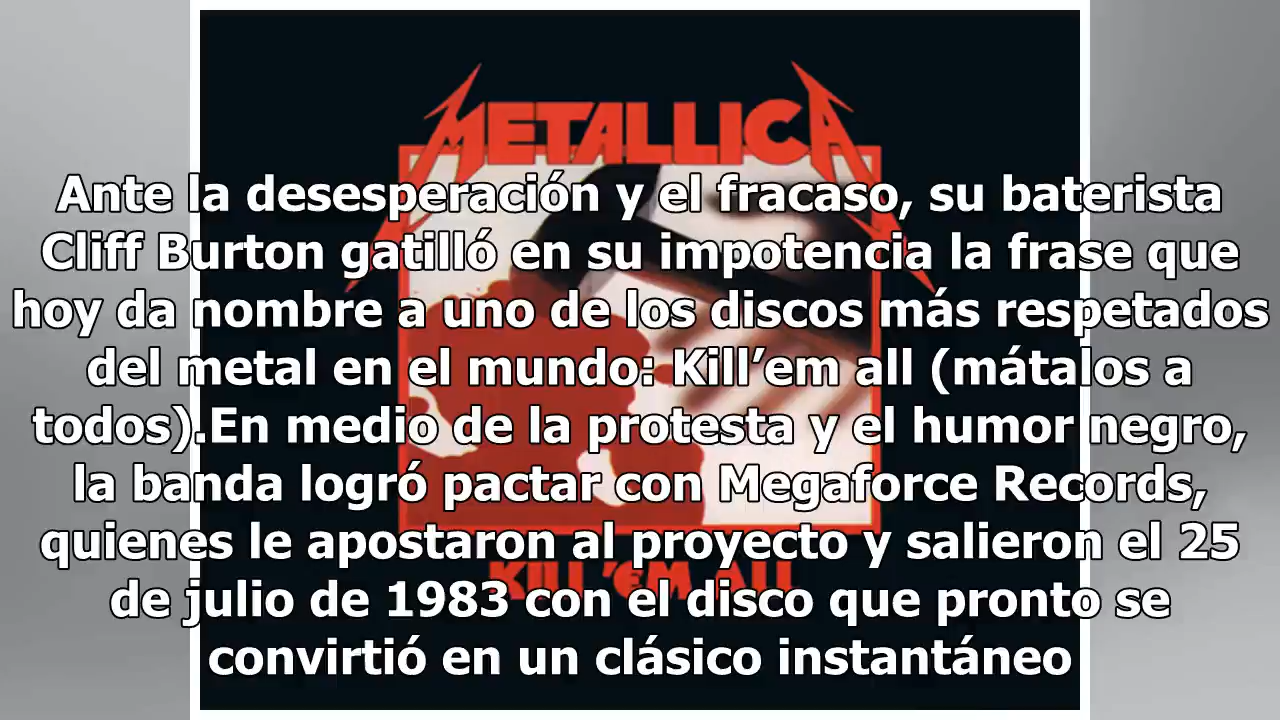 METALLICA
Ante la desesperación y el fracaso, su baterista
Cliff Burton gatilló en su impotencia la frase que
hoy da nombre a uno de los discos más respetados
del metal en el mundo: Kill’em all (mátalos a
todos).En medio de la protesta y el humor negro,
la banda logró pactar con Megaforce Records,
quienes le apostaron al proyecto y salieron el 25
KILL 'EM ALL
de julio de 1983 con el disco que pronto se
convirtió en un clásico instantáneo